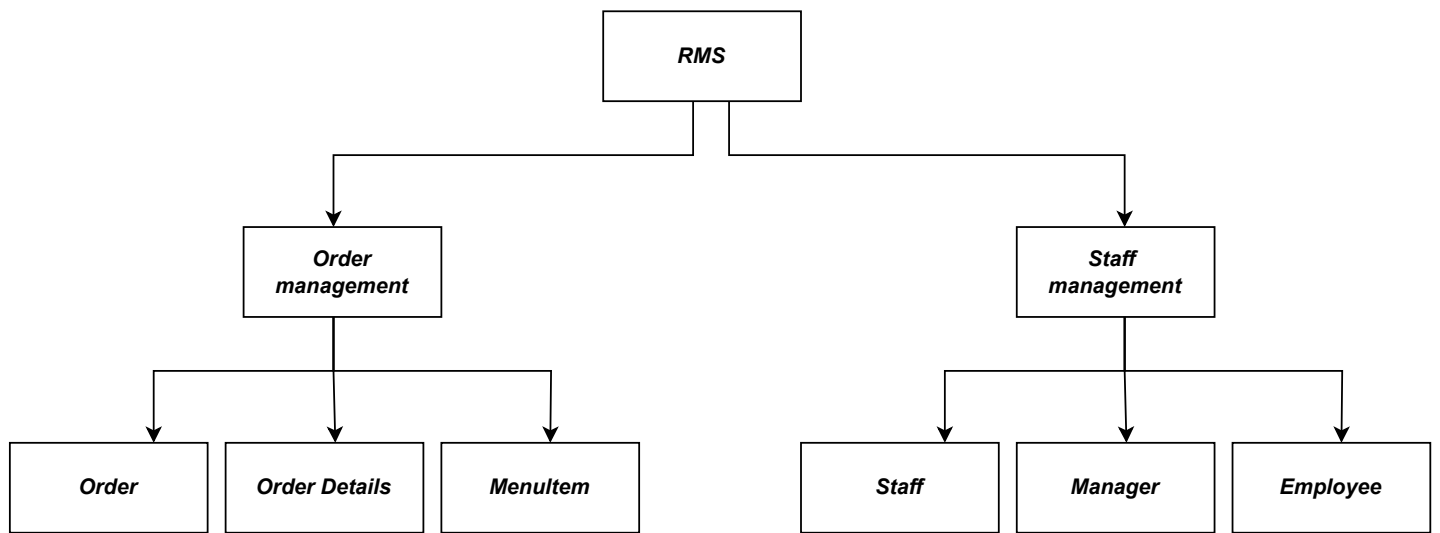 RMS
Order
management
Staff
management
Order
Order Details
MenuItem
Staff
Manager
Employee